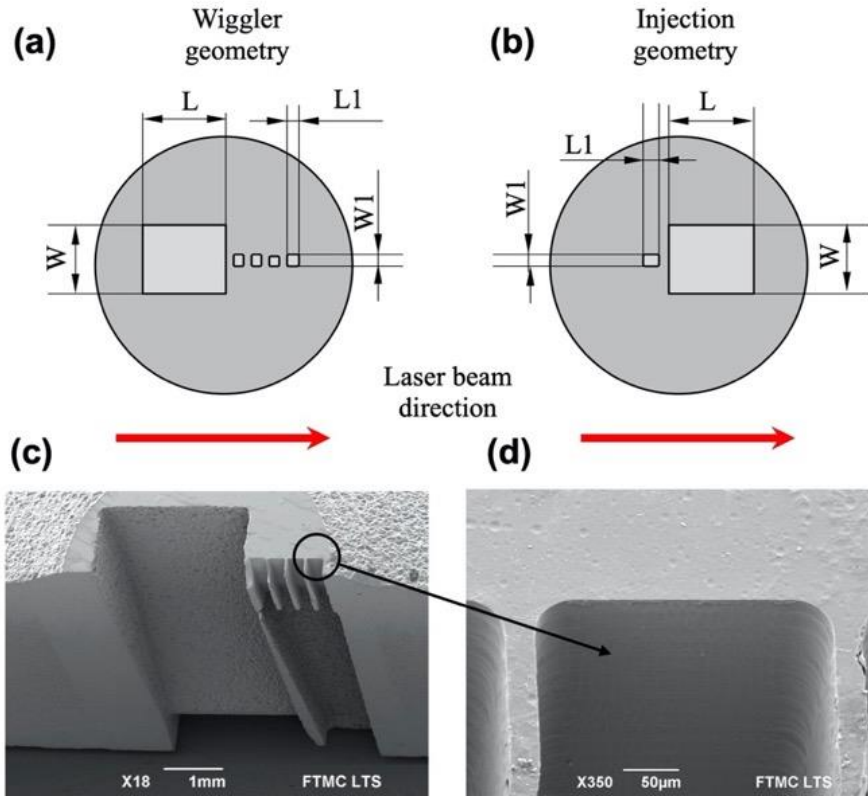 (a)
Wiggler
geometry
L
L1
W
W1
(b)
Injection
geometry
L
L1
W1
W
Laser beam
direction
(c)
X18
1mm
FTMC LTS
(d)
X350
50µm
FTMC LTS